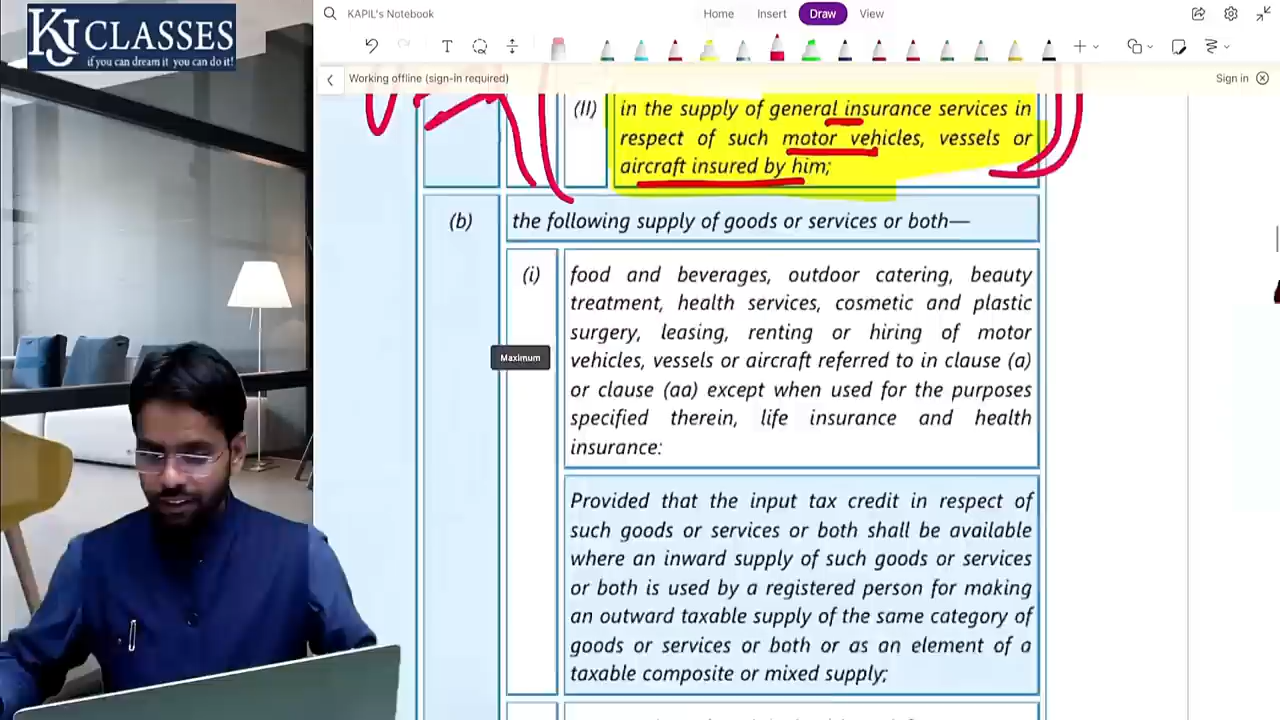 KJ CLASSES
if you can dream it you can do it!
KAPIL's Notebook
Home Insert Draw View
Working offline (sign-in required)
Sign in
(II) in the supply of general insurance services in
respect of such motor vehicles, vessels or
aircraft insured by him;
(b) the following supply of goods or services or both—
(i) food and beverages, outdoor catering, beauty
treatment, health services, cosmetic and plastic
surgery, leasing, renting or hiring of motor
vehicles, vessels or aircraft referred to in clause (a)
or clause (aa) except when used for the purposes
specified therein, life insurance and health
insurance:
Maximum
Provided that the input tax credit in respect of
such goods or services or both shall be available
where an inward supply of such goods or services
or both is used by a registered person for making
an outward taxable supply of the same category of
goods or services or both or as an element of a
taxable composite or mixed supply;